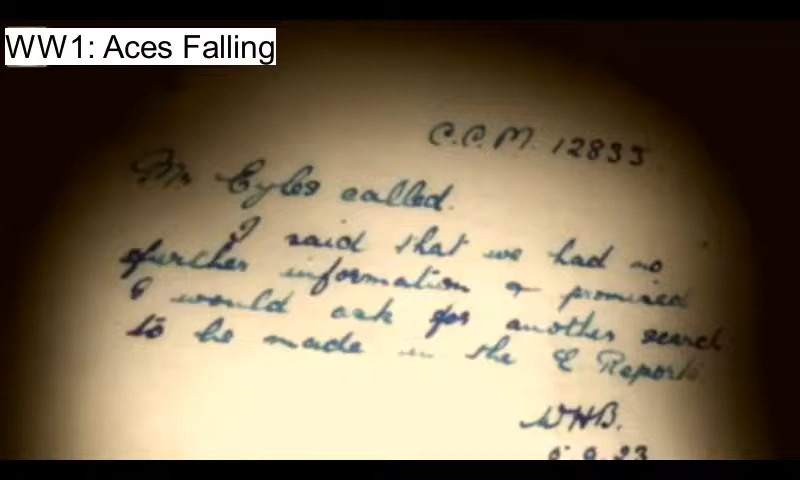 WW1: Aces Falling
C.C.M. 12833
Mr Eyles called.
I said that we had no
further information & promised
I would ask for another search
to be made in the E Reports
WHB.
23